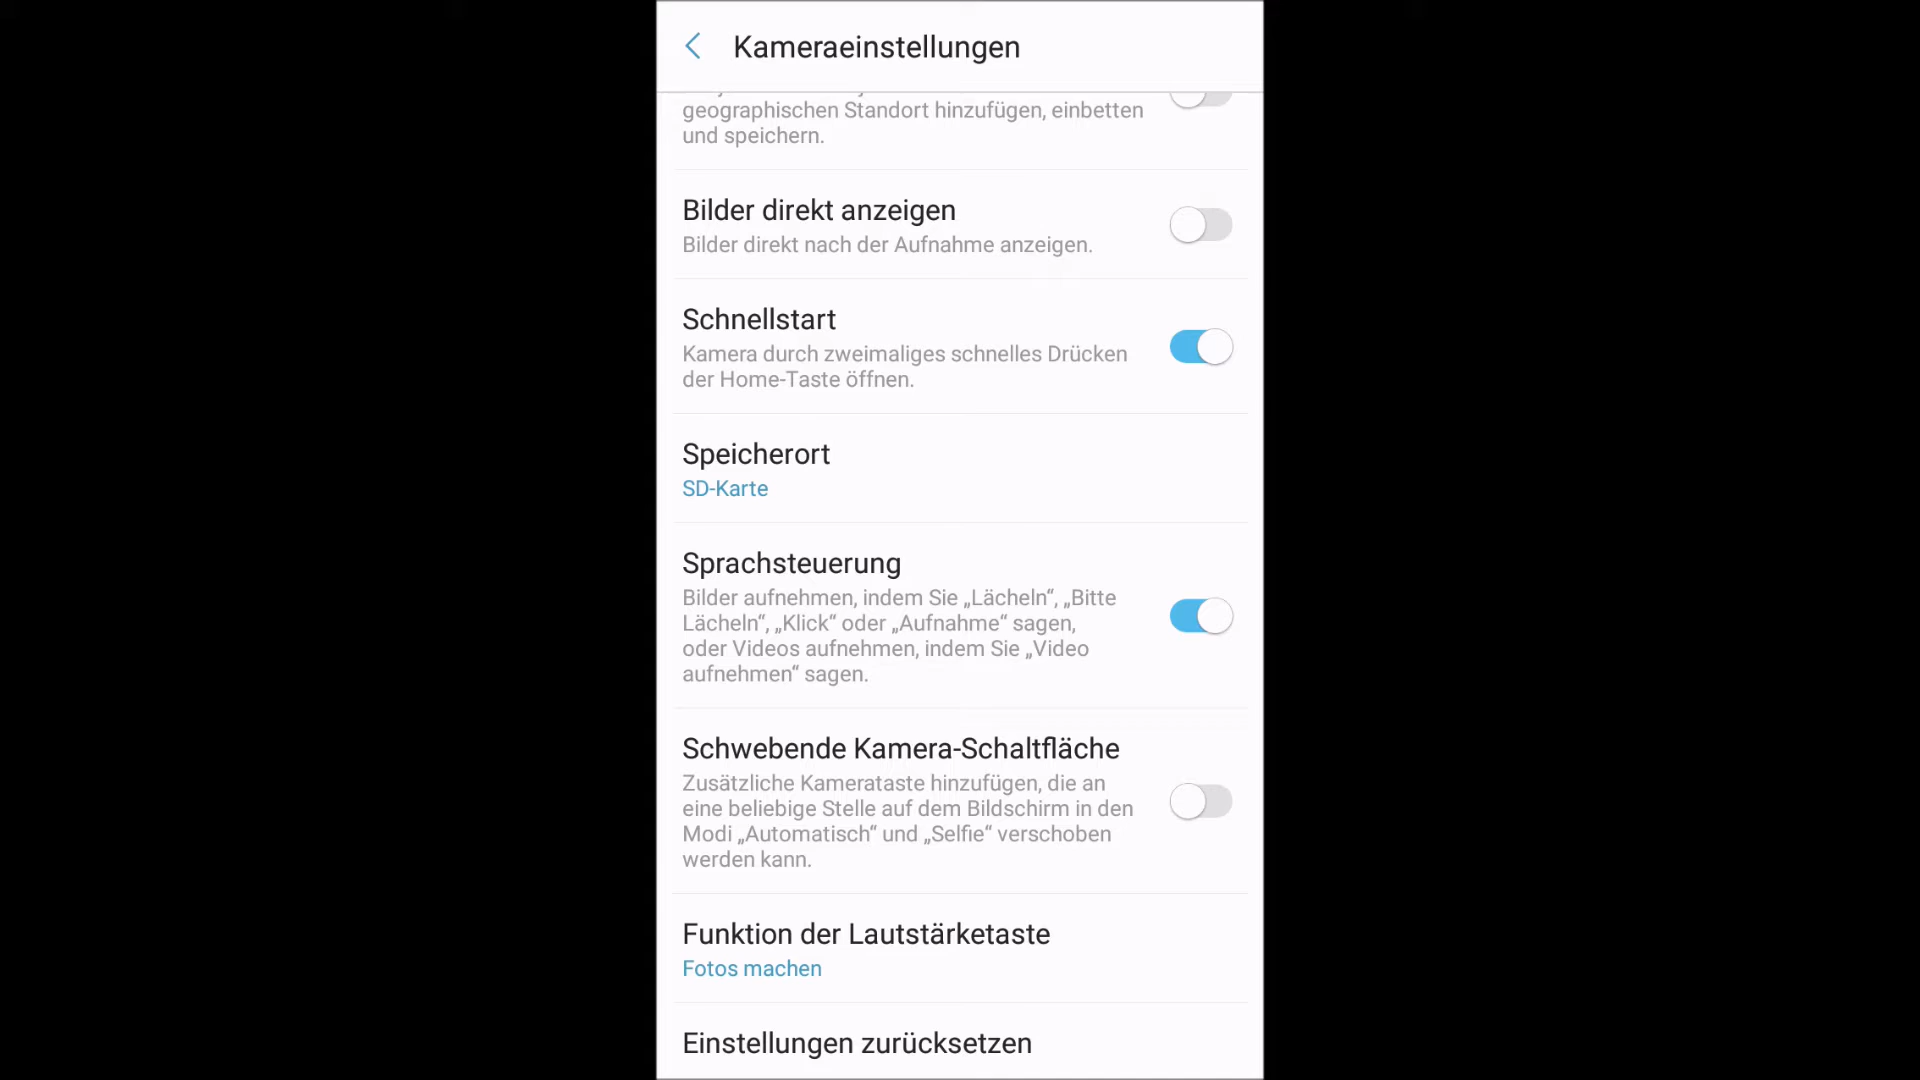 Kameraeinstellungen
geographischen Standort hinzufügen, einbetten
und speichern.
Bilder direkt anzeigen
Bilder direkt nach der Aufnahme anzeigen.
Schnellstart
Kamera durch zweimaliges schnelles Drücken
der Home-Taste öffnen.
Speicherort
SD-Karte
Sprachsteuerung
Bilder aufnehmen, indem Sie „Lächeln“, „Bitte
Lächeln“, „Klick“ oder „Aufnahme“ sagen,
oder Videos aufnehmen, indem Sie „Video
aufnehmen“ sagen.
Schwebende Kamera-Schaltfläche
Zusätzliche Kamerataste hinzufügen, die an
eine beliebige Stelle auf dem Bildschirm in den
Modi „Automatisch“ und „Selfie“ verschoben
werden kann.
Funktion der Lautstärketaste
Fotos machen
Einstellungen zurücksetzen